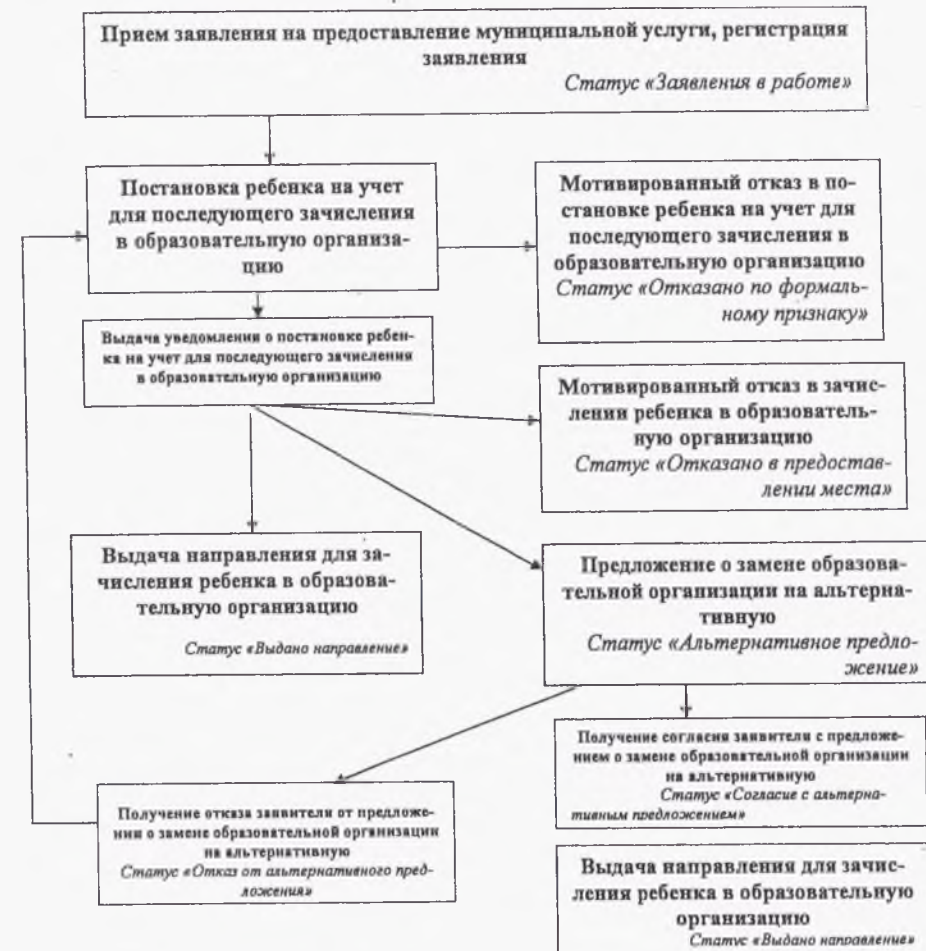 Прием заявления на предоставление муниципальной услуги, регистрация
заявления
Статус «Заявления в работе»
Постановка ребенка на учет
для последующего зачисления
в образовательную организа-
цию
Мотивированный отказ в по-
становке ребенка на учет для
последующего зачисления в
образовательную организацию
Статус «Отказано по формаль-
ному признаку»
Выдача уведомления о постановке ребен-
ка на учет для последующего зачисления
в образовательную организацию
Мотивированный отказ в зачис-
лении ребенка в образователь-
ную организацию
Статус «Отказано в предостав-
лении места»
Выдача направления для за-
числения ребенка в образова-
тельную организацию
Статус «Выдано направление»
Предложение о замене образова-
тельной организации на альтерна-
тивную
Статус «Альтернативное предло-
жение»
Получение согласия заявителя с предложе-
нием о замене образовательной организации
на альтернативную
Статус «Согласие с альтерна-
тивным предложением»
Получение отказа заявителя от предложе-
ния о замене образовательной организации
на альтернативную
Статус «Отказ от альтернативного пред-
ложения»
Выдача направления для зачис-
ления ребенка в образовательную
организацию
Статус «Выдано направление»